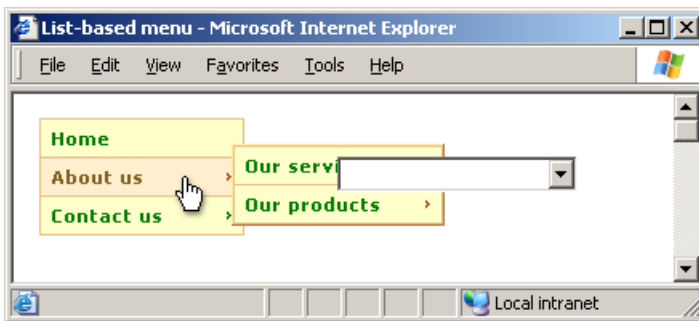 List-based menu - Microsoft Internet Explorer
File Edit View Favorites Tools Help
Home
About us
Contact us
Our servi
Our products
Local intranet